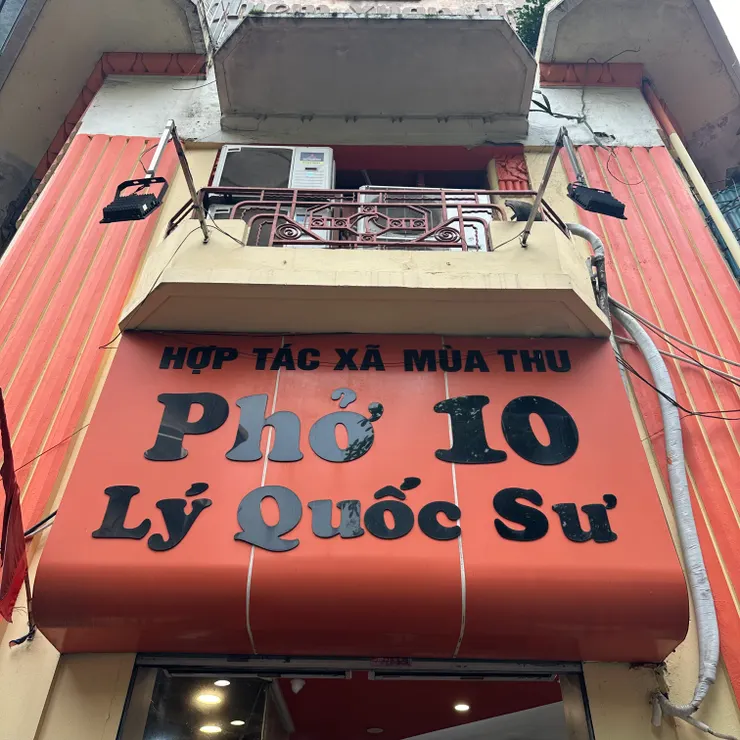 HỢP TÁC XÃ MÙA THU
Phở 10
Lý Quốc Sư